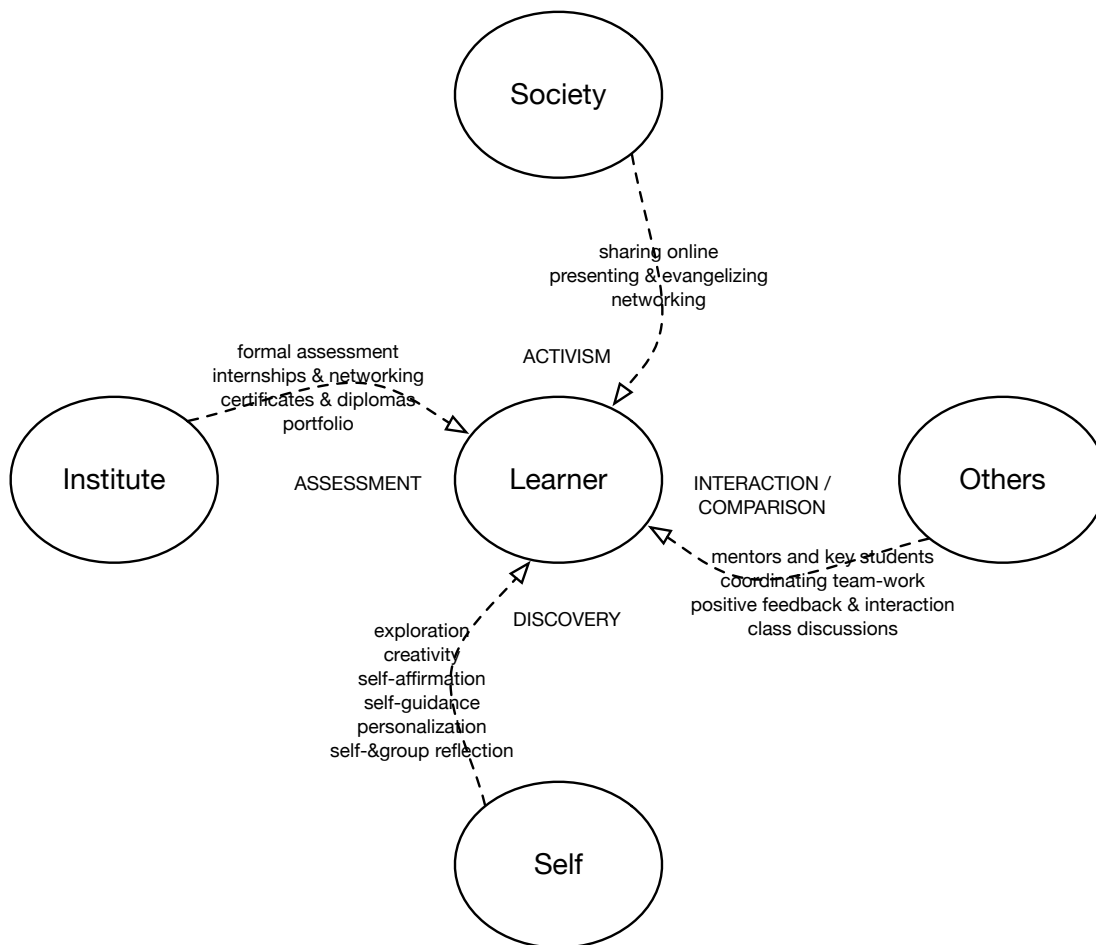 Society
sharing online
presenting & evangelizing
networking
ACTIVISM
formal assessment
internships & networking
certificates & diplomas
portfolio
Institute
ASSESSMENT
Learner
INTERACTION /
COMPARISON
Others
mentors and key students
coordinating team-work
positive feedback & interaction
class discussions
DISCOVERY
exploration
creativity
self-affirmation
self-guidance
personalization
self-&group reflection
Self